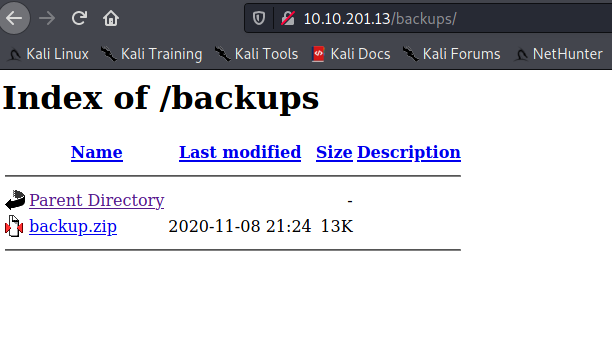 10.10.201.13/backups/
Kali Linux Kali Training Kali Tools Kali Docs Kali Forums NetHunter
Index of /backups
Name Last modified Size Description
Parent Directory -
backup.zip 2020-11-08 21:24 13K